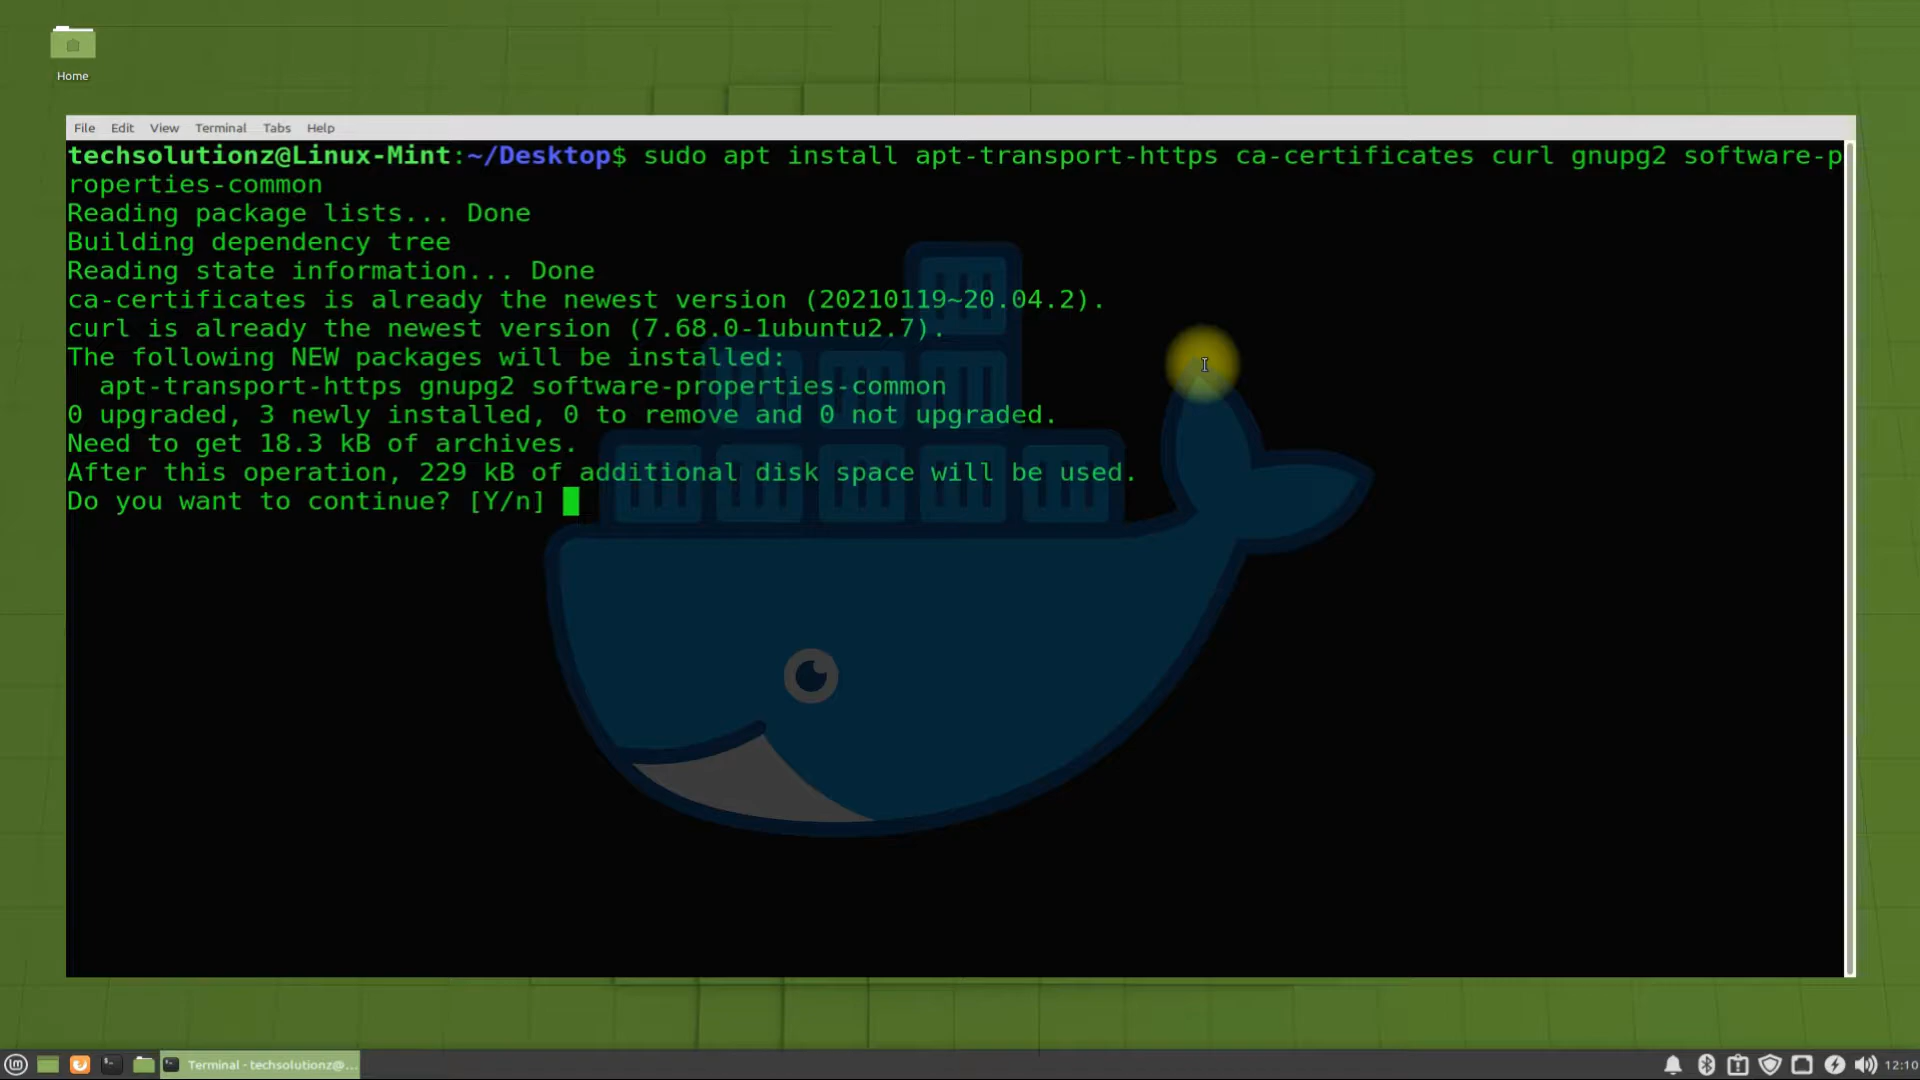 Home
File Edit View Terminal Tabs Help
techsolutionz@Linux-Mint:~/Desktop$ sudo apt install apt-transport-https ca-certificates curl gnupg2 software-p
roperties-common
Reading package lists... Done
Building dependency tree
Reading state information... Done
ca-certificates is already the newest version (20210119~20.04.2).
curl is already the newest version (7.68.0-1ubuntu2.7).
The following NEW packages will be installed:
  apt-transport-https gnupg2 software-properties-common
0 upgraded, 3 newly installed, 0 to remove and 0 not upgraded.
Need to get 18.3 kB of archives.
After this operation, 229 kB of additional disk space will be used.
Do you want to continue? [Y/n]
Terminal - techsolutionz@...
12:10